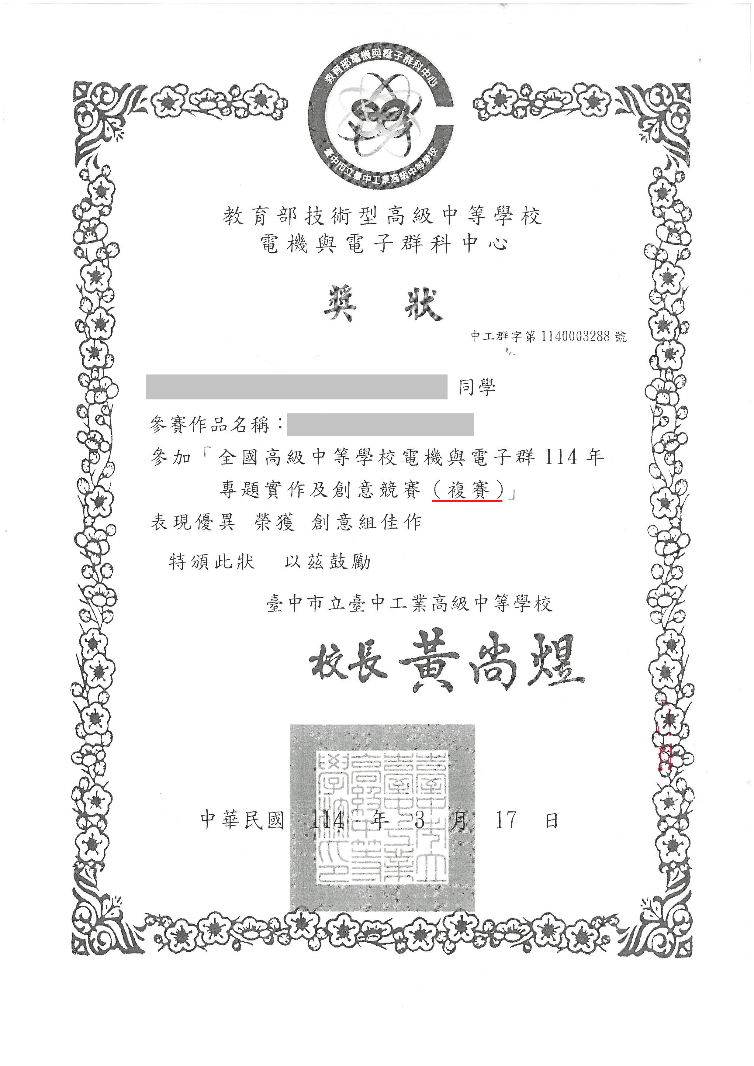 教育部電機與電子群科中心
臺中市立臺中工業高級中等學校
教育部技術型高級中等學校
電機與電子群科中心
獎 狀
中工群字第1140003288號
同學
參賽作品名稱：
參加「全國高級中等學校電機與電子群114年
專題實作及創意競賽(複賽)」
表現優異 榮獲 創意組佳作
特頒此狀 以茲鼓勵
臺中市立臺中工業高級中等學校
校長 黃尚煜
中華民國 114 年 3 月 17 日